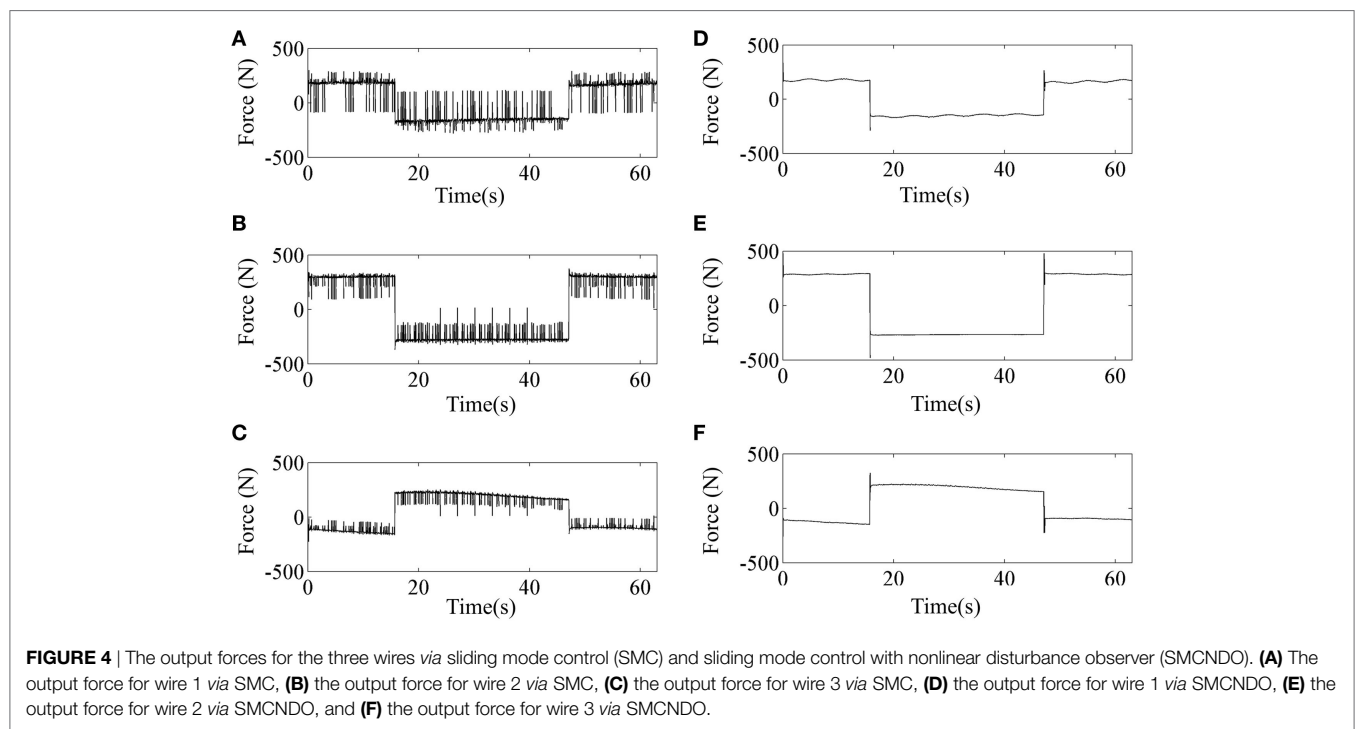 A
Force (N)
500
0
-500
0 20 40 60
Time(s)
D
Force (N)
500
0
-500
0 20 40 60
Time(s)
B
Force (N)
500
0
-500
0 20 40 60
Time(s)
E
Force (N)
500
0
-500
0 20 40 60
Time(s)
C
Force (N)
500
0
-500
0 20 40 60
Time(s)
F
Force (N)
500
0
-500
0 20 40 60
Time(s)
FIGURE 4 | The output forces for the three wires via sliding mode control (SMC) and sliding mode control with nonlinear disturbance observer (SMCNDO). (A) The
output force for wire 1 via SMC, (B) the output force for wire 2 via SMC, (C) the output force for wire 3 via SMC, (D) the output force for wire 1 via SMCNDO, (E) the
output force for wire 2 via SMCNDO, and (F) the output force for wire 3 via SMCNDO.